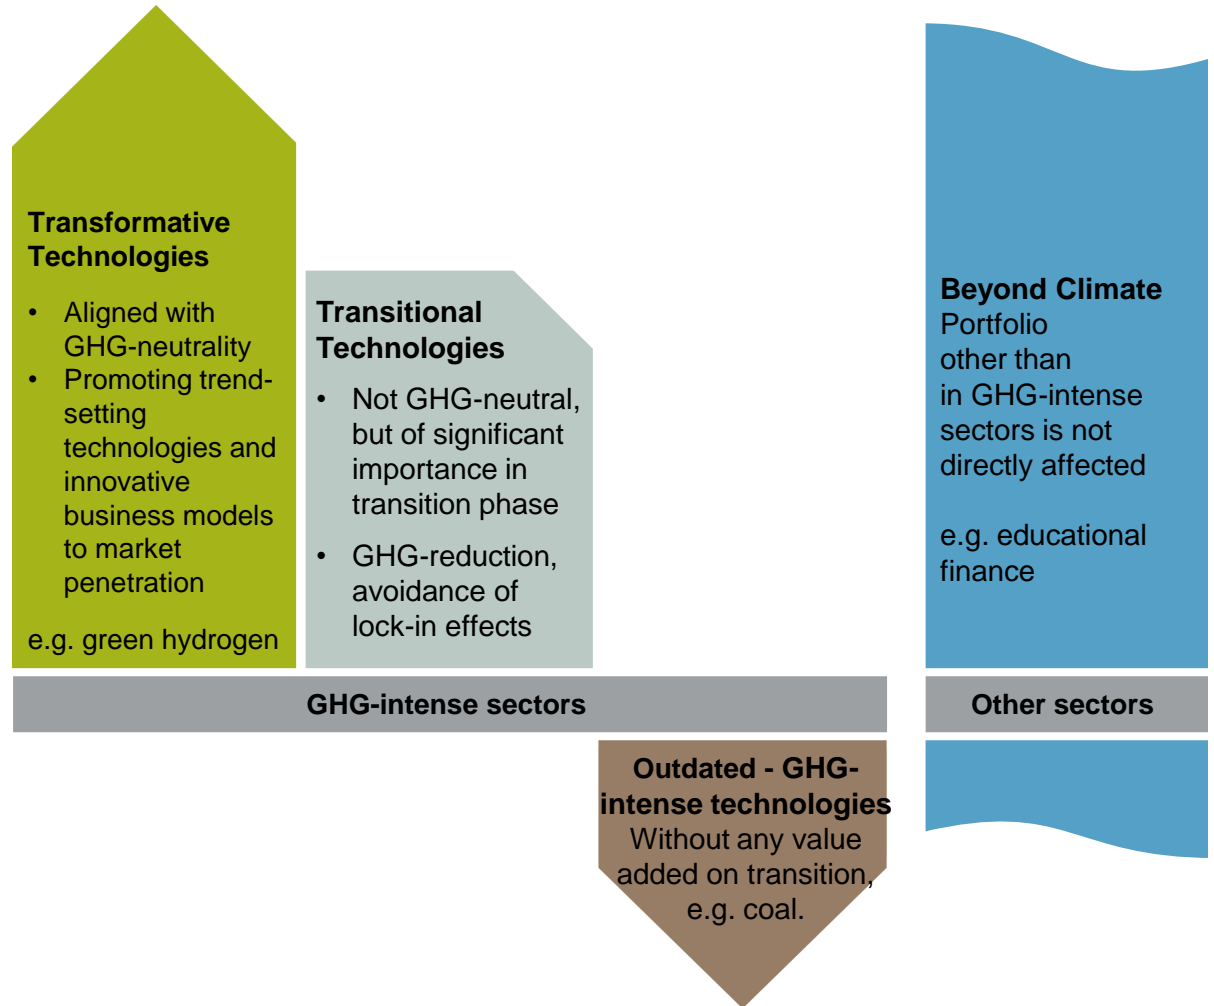 Transformative
Technologies
• Aligned with
GHG-neutrality
• Promoting trend-
setting
technologies and
innovative
business models
to market
penetration
e.g. green hydrogen
Transitional
Technologies
• Not GHG-neutral,
but of significant
importance in
transition phase
• GHG-reduction,
avoidance of
lock-in effects
Beyond Climate
Portfolio
other than
in GHG-intense
sectors is not
directly affected
e.g. educational
finance
GHG-intense sectors
Other sectors
Outdated - GHG-
intense technologies
Without any value
added on transition,
e.g. coal.